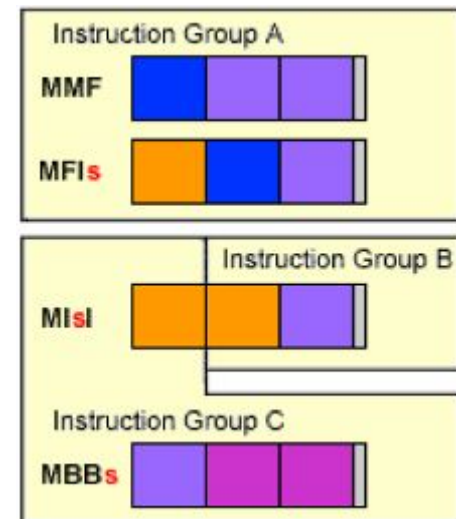 Instruction Group A
MMF
MFIs
Instruction Group B
MIsI
Instruction Group C
MBBs